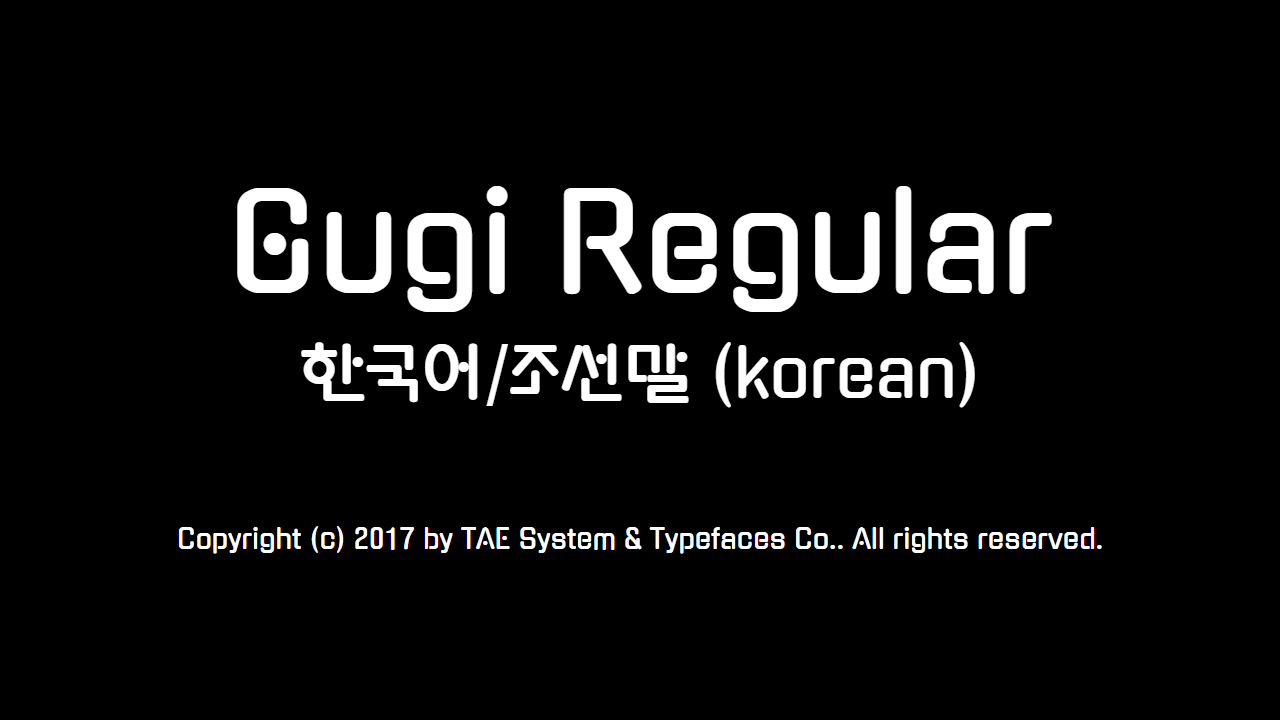 Gugi Regular
한국어/조선말 (korean)
Copyright (c) 2017 by TAE System & Typefaces Co.. All rights reserved.